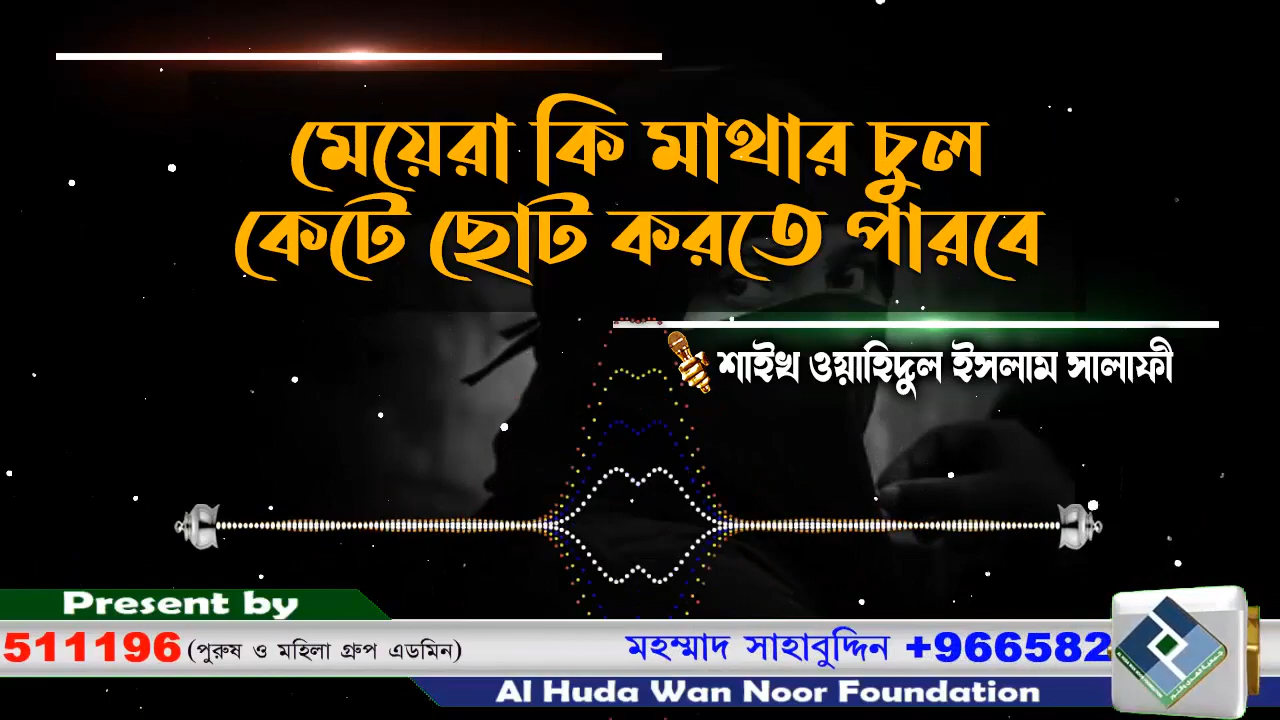 মেয়েরা কি মাথার চুল
কেটে ছোট করতে পারবে
শাইখ ওয়াহিদুল ইসলাম সালাফী
Present by
511196 (পুরুষ ও মহিলা গ্রুপ এডমিন) মহম্মাদ সাহাবুদ্দিন +966582
Al Huda Wan Noor Foundation